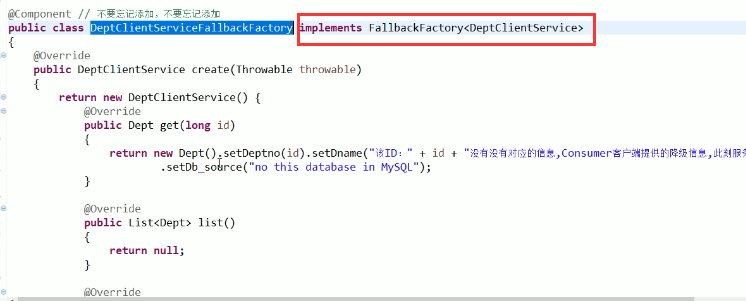 @Component // 不要忘记添加，不要忘记添加
public class DeptClientServiceFallbackFactory implements FallbackFactory<DeptClientService>
{
@Override
public DeptClientService create(Throwable throwable)
{
return new DeptClientService() {
@Override
public Dept get(long id)
{
return new Dept().setDeptno(id).setDname("该ID：" + id + "没有没有对应的信息,Consumer客户端提供的降级信息,此刻服务
.setDb_source("no this database in MySQL");
}
@Override
public List<Dept> list()
{
return null;
}
@Override